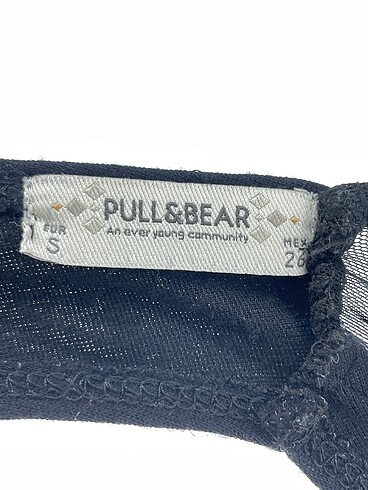 PULL&BEAR
An ever young community
EUR
S
MEX
26